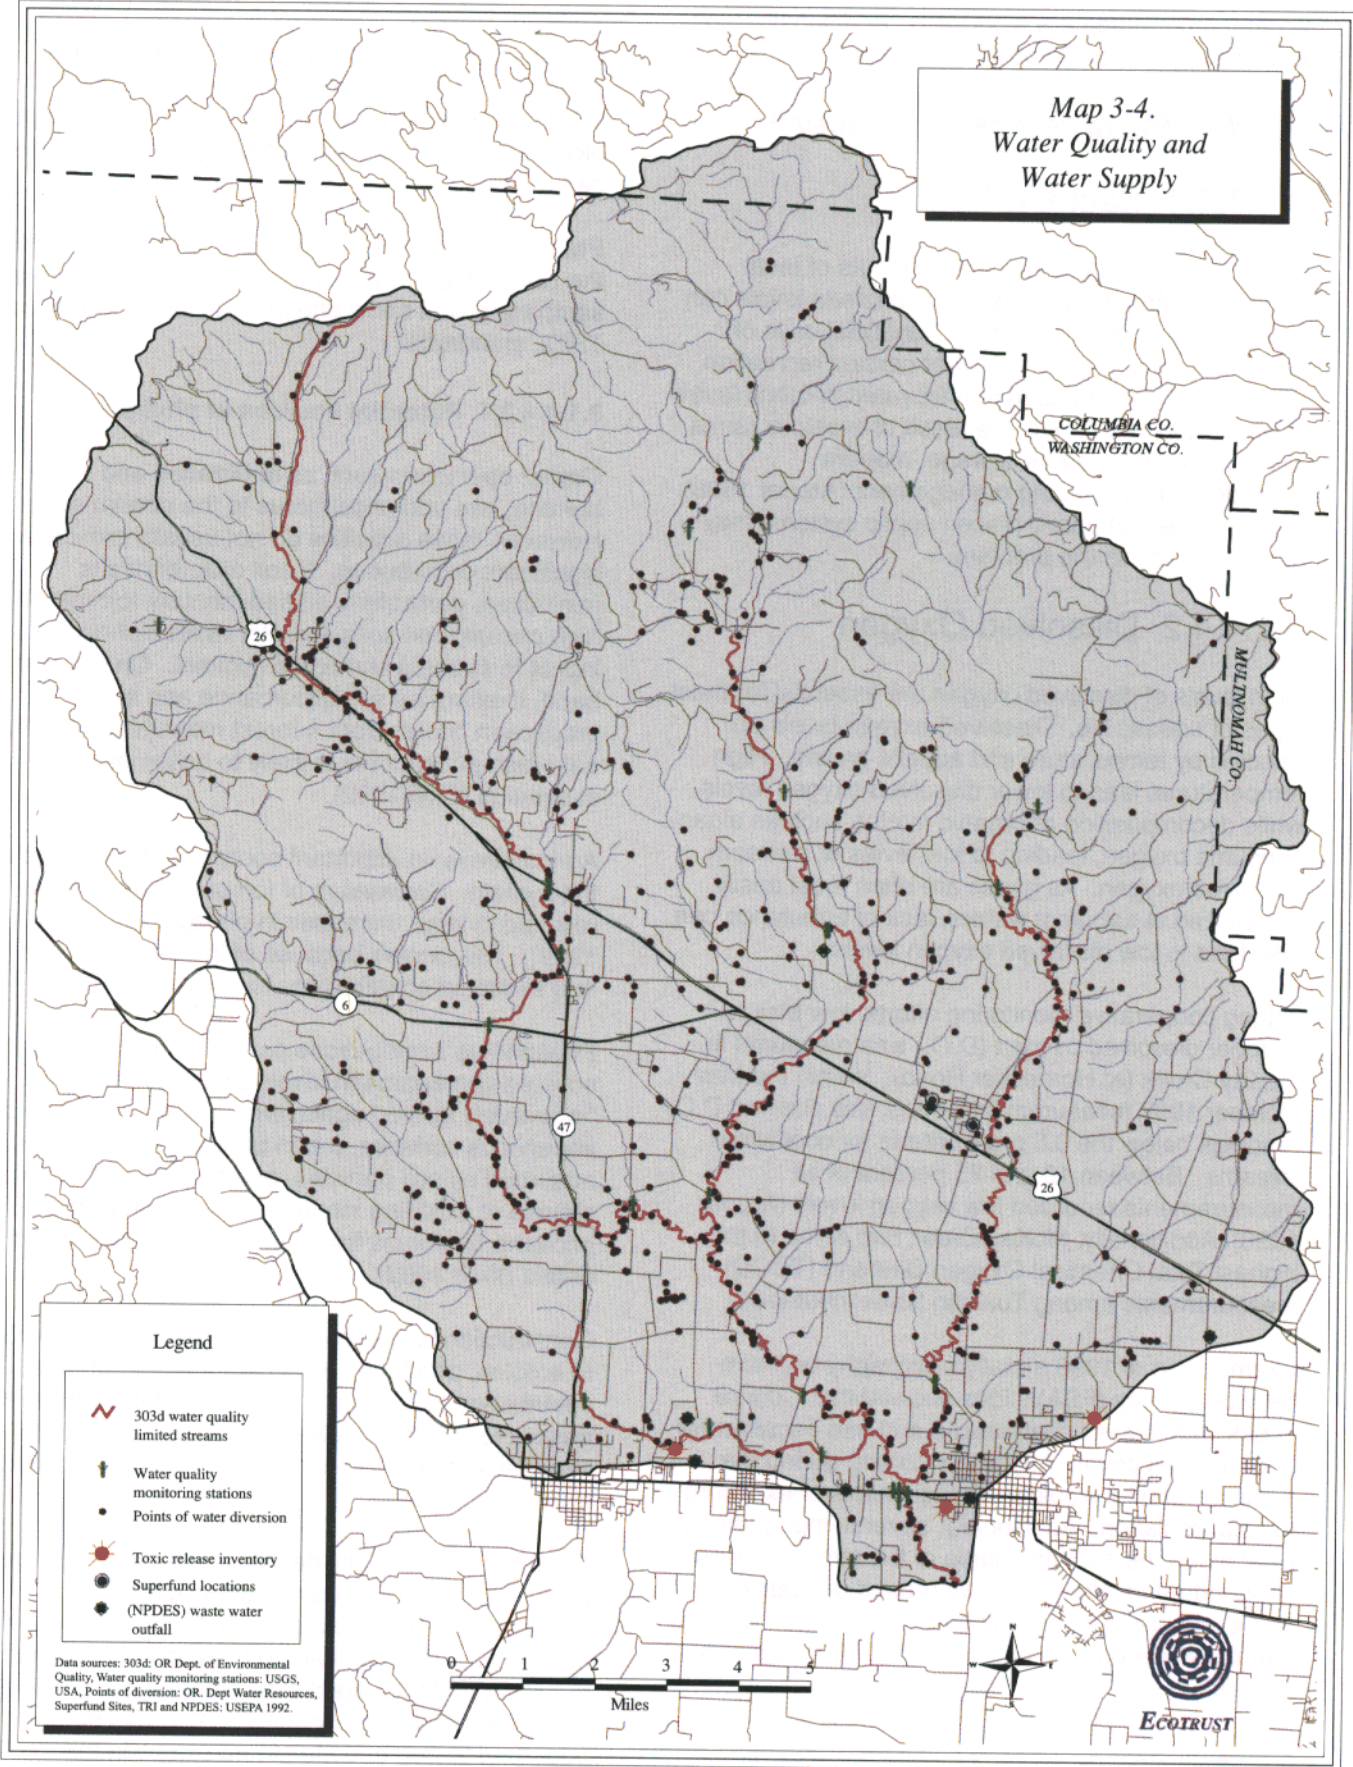 Map 3-4.
Water Quality and
Water Supply
COLUMBIA CO.
WASHINGTON CO.
MULTNOMAH CO.
26
6
47
26
Legend
303d water quality
limited streams
Water quality
monitoring stations
Points of water diversion
Toxic release inventory
Superfund locations
(NPDES) waste water
outfall
Data sources: 303d: OR Dept. of Environmental
Quality, Water quality monitoring stations: USGS,
USA, Points of diversion: OR. Dept Water Resources,
Superfund Sites, TRI and NPDES: USEPA 1992.
0 1 2 3 4 5
Miles
N
W E
S
ECOTRUST